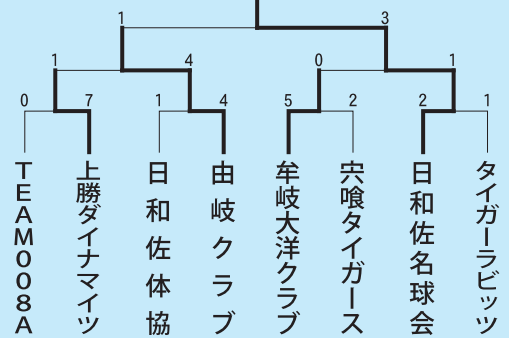 1 3
1 4 0 1
0 7 1 4 5 2 2 1
TEAM008A
上勝ダイナマイツ
日和佐体協
由岐クラブ
牟岐大洋クラブ
宍喰タイガース
日和佐名球会
タイガーラビッツ